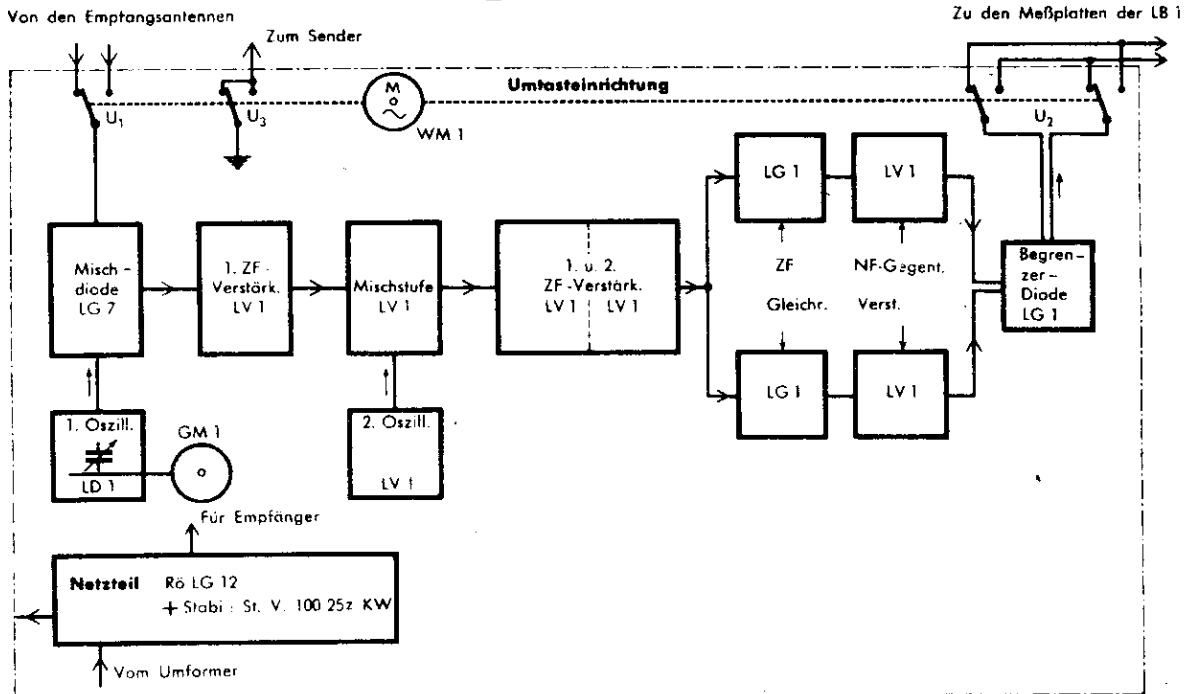 Von den Empfangsantennen
Zu den Meßplatten der LB 1
Zum Sender
Umtasteinrichtung
M
U1
U3
WM 1
U2
LG 1
LV 1
Misch-
diode
LG 7
1. ZF-
Verstärk.
LV 1
Mischstufe
LV 1
1. u. 2.
ZF-Verstärk.
LV 1
LV 1
ZF
Gleichr.
NF-Gegent.
Verst.
Begren-
zer-
Diode
LG 1
LG 1
LV 1
1. Oszill.
LD 1
GM 1
2. Oszill.
LV 1
Für Empfänger
Netzteil Rö LG 12
+ Stabi : St. V. 100 25z KW
Vom Umformer